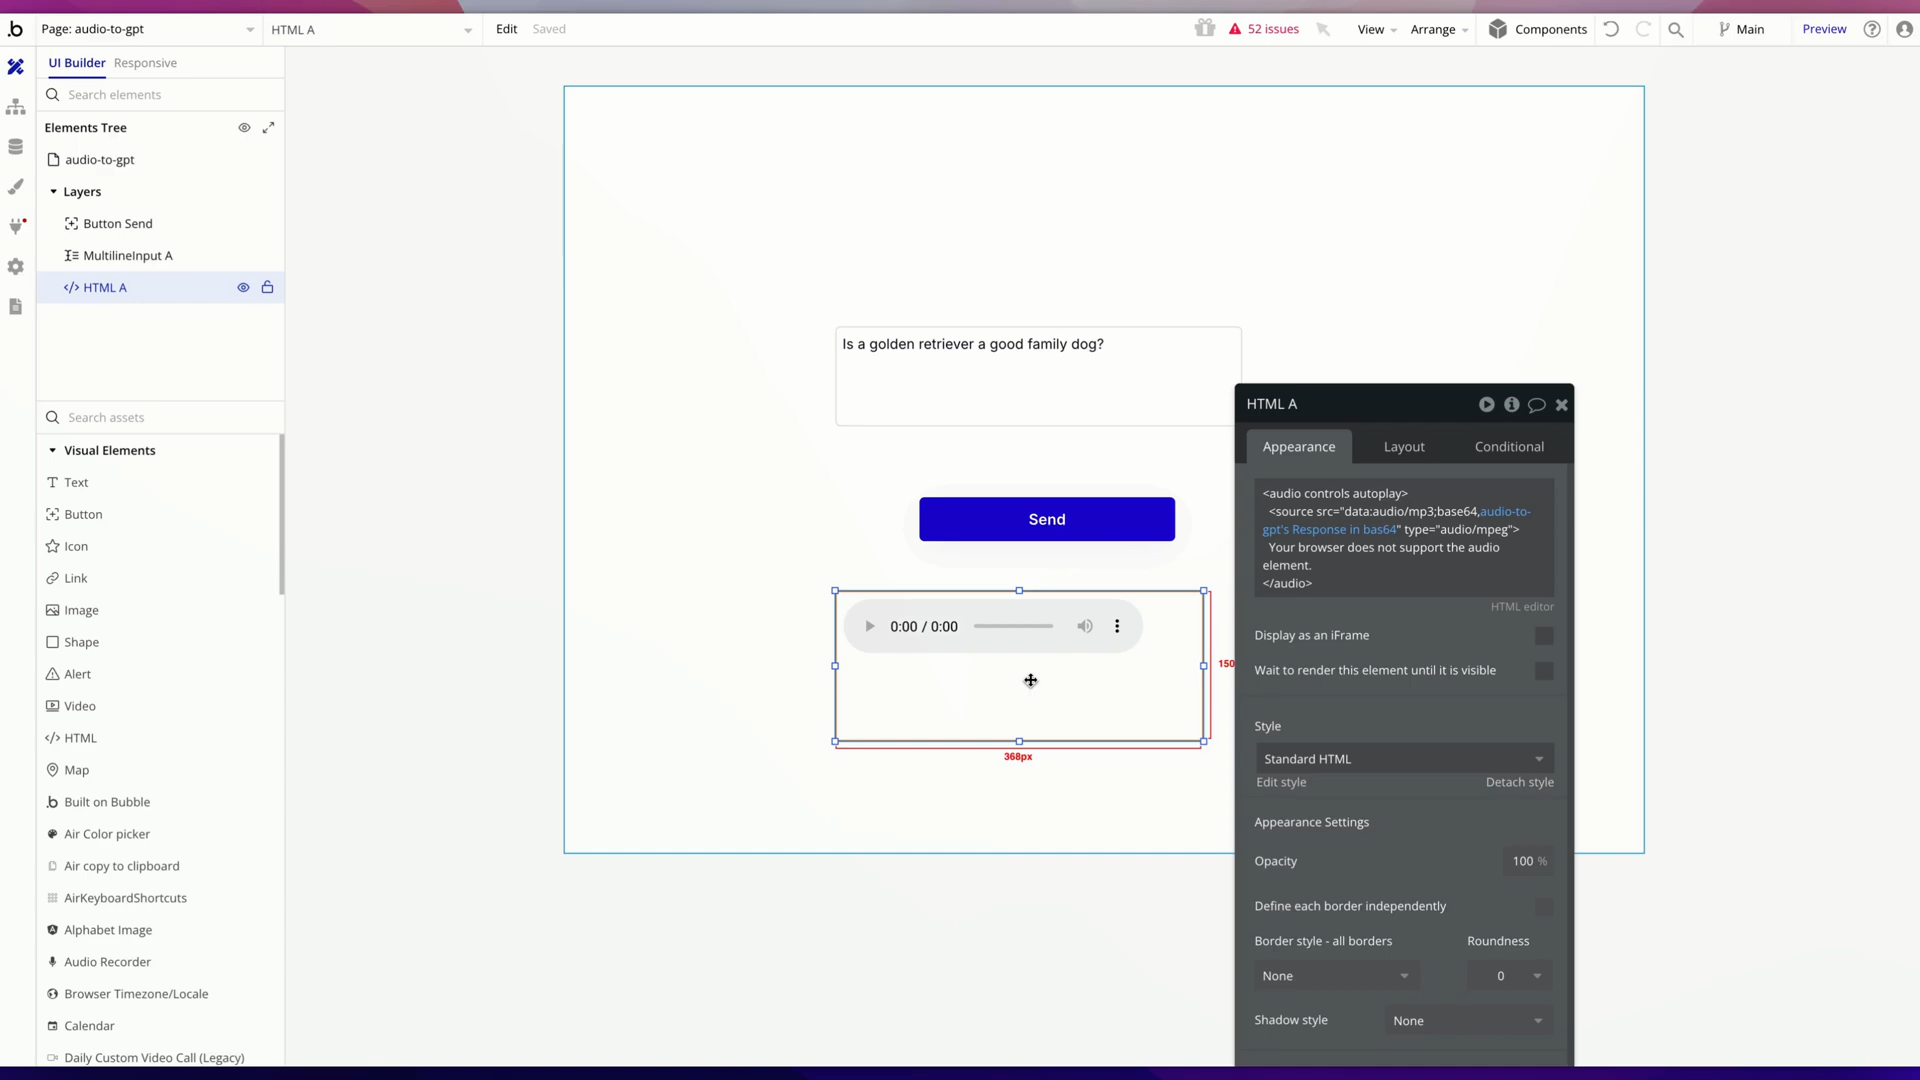 Page: audio-to-gpt
HTML A
Edit
Saved
52 issues
View
Arrange
Components
Main
Preview
UI Builder
Responsive
Search elements
Elements Tree
audio-to-gpt
Layers
Button Send
MultilineInput A
</> HTML A
Search assets
Visual Elements
Text
Button
Icon
Link
Image
Shape
Alert
Video
</> HTML
Map
Built on Bubble
Air Color picker
Air copy to clipboard
AirKeyboardShortcuts
Alphabet Image
Audio Recorder
Browser Timezone/Locale
Calendar
Daily Custom Video Call (Legacy)
Is a golden retriever a good family dog?
Send
0:00 / 0:00
150
368px
HTML A
Appearance
Layout
Conditional
<audio controls autoplay>
<source src="data:audio/mp3;base64,audio-to-
gpt's Response in bas64" type="audio/mpeg">
Your browser does not support the audio
element.
</audio>
HTML editor
Display as an iFrame
Wait to render this element until it is visible
Style
Standard HTML
Edit style
Detach style
Appearance Settings
Opacity
100 %
Define each border independently
Border style - all borders
Roundness
None
0
Shadow style
None